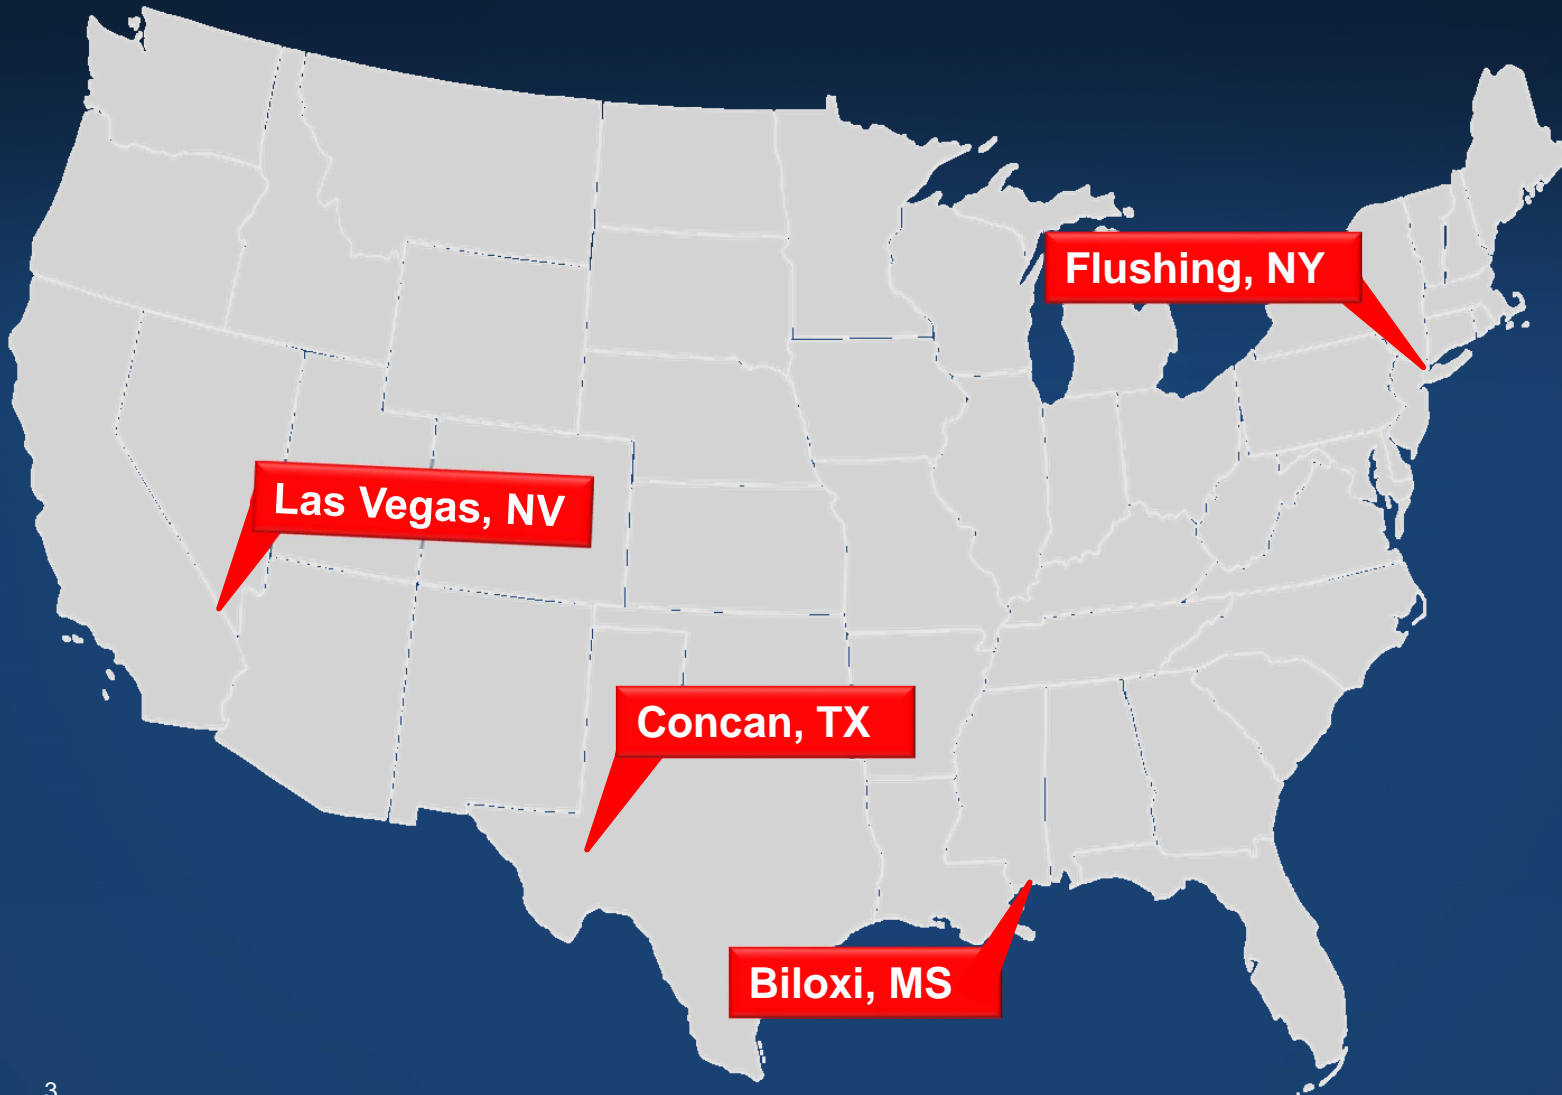 Flushing, NY
Las Vegas, NV
Concan, TX
Biloxi, MS
3